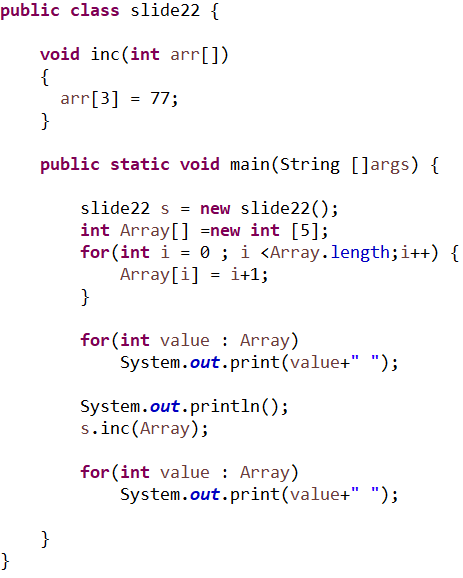 public class slide22 {
void inc(int arr[])
{
arr[3] = 77;
}
public static void main(String []args) {
slide22 s = new slide22();
int Array[] =new int [5];
for(int i = 0 ; i <Array.length;i++) {
Array[i] = i+1;
}
for(int value : Array)
System.out.print(value+" ");
System.out.println();
s.inc(Array);
for(int value : Array)
System.out.print(value+" ");
}
}